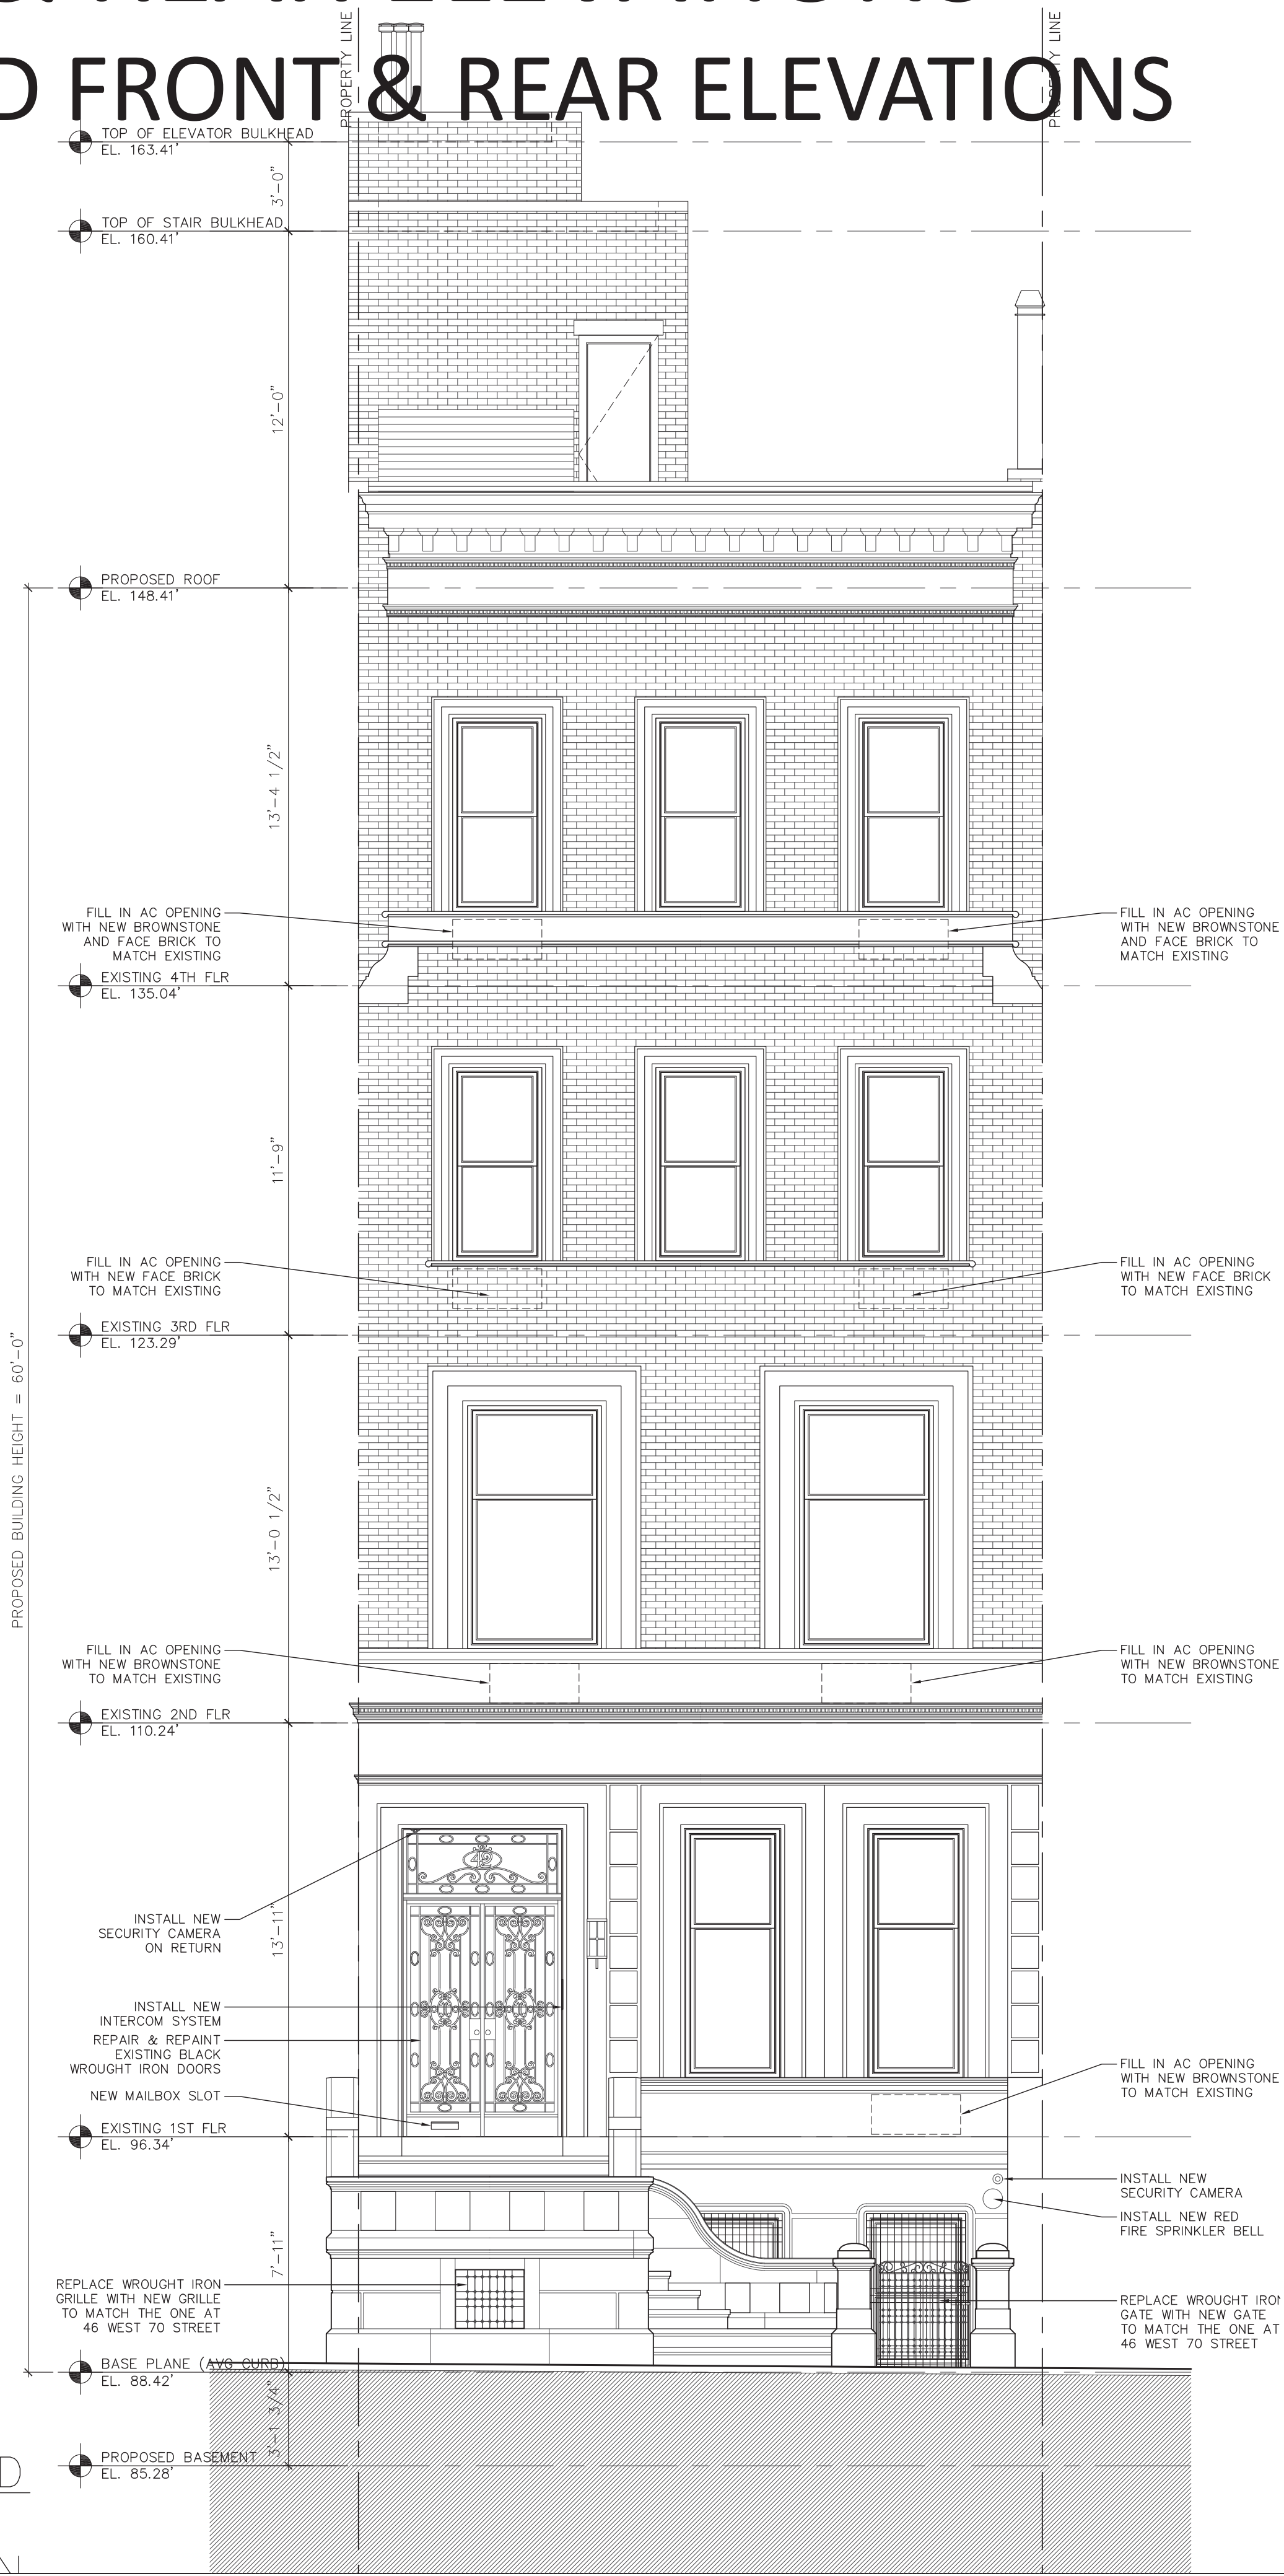 & REAR ELEVATIONS
D FRONT & REAR ELEVATIONS
PROPERTY LINE
PROPERTY LINE
TOP OF ELEVATOR BULKHEAD
EL. 163.41'
3'-0"
TOP OF STAIR BULKHEAD
EL. 160.41'
12'-0"
PROPOSED ROOF
EL. 148.41'
13'-4 1/2"
FILL IN AC OPENING
WITH NEW BROWNSTONE
AND FACE BRICK TO
MATCH EXISTING
FILL IN AC OPENING
WITH NEW BROWNSTONE
AND FACE BRICK TO
MATCH EXISTING
EXISTING 4TH FLR
EL. 135.04'
11'-9"
FILL IN AC OPENING
WITH NEW FACE BRICK
TO MATCH EXISTING
FILL IN AC OPENING
WITH NEW FACE BRICK
TO MATCH EXISTING
EXISTING 3RD FLR
EL. 123.29'
PROPOSED BUILDING HEIGHT = 60'-0"
13'-0 1/2"
FILL IN AC OPENING
WITH NEW BROWNSTONE
TO MATCH EXISTING
FILL IN AC OPENING
WITH NEW BROWNSTONE
TO MATCH EXISTING
EXISTING 2ND FLR
EL. 110.24'
42
INSTALL NEW
SECURITY CAMERA
ON RETURN
13'-11"
INSTALL NEW
INTERCOM SYSTEM
REPAIR & REPAINT
EXISTING BLACK
WROUGHT IRON DOORS
NEW MAILBOX SLOT
FILL IN AC OPENING
WITH NEW BROWNSTONE
TO MATCH EXISTING
EXISTING 1ST FLR
EL. 96.34'
INSTALL NEW
SECURITY CAMERA
INSTALL NEW RED
FIRE SPRINKLER BELL
7'-11"
REPLACE WROUGHT IRON
GRILLE WITH NEW GRILLE
TO MATCH THE ONE AT
46 WEST 70 STREET
REPLACE WROUGHT IRON
GATE WITH NEW GATE
TO MATCH THE ONE AT
46 WEST 70 STREET
BASE PLANE (AVG CURB)
EL. 88.42'
3'-1 3/4"
PROPOSED BASEMENT
EL. 85.28'
D